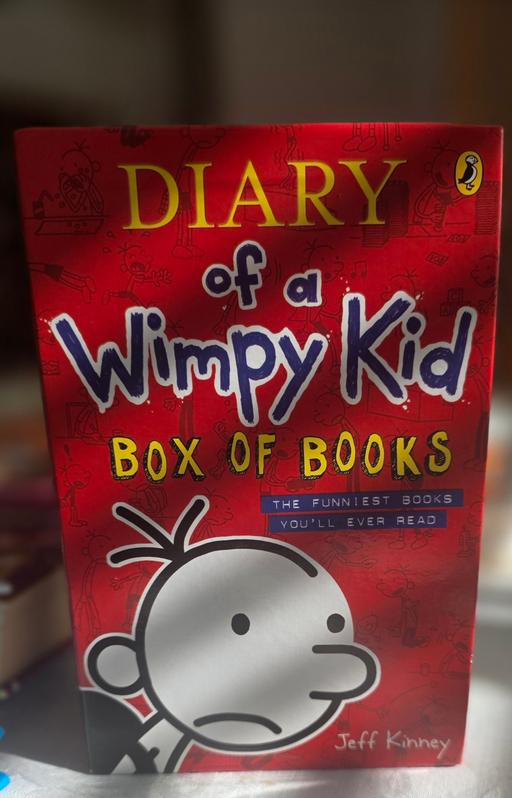 DIARY
of a
Wimpy Kid
BOX OF BOOKS
THE FUNNIEST BOOKS
YOU'LL EVER READ
Jeff Kinney